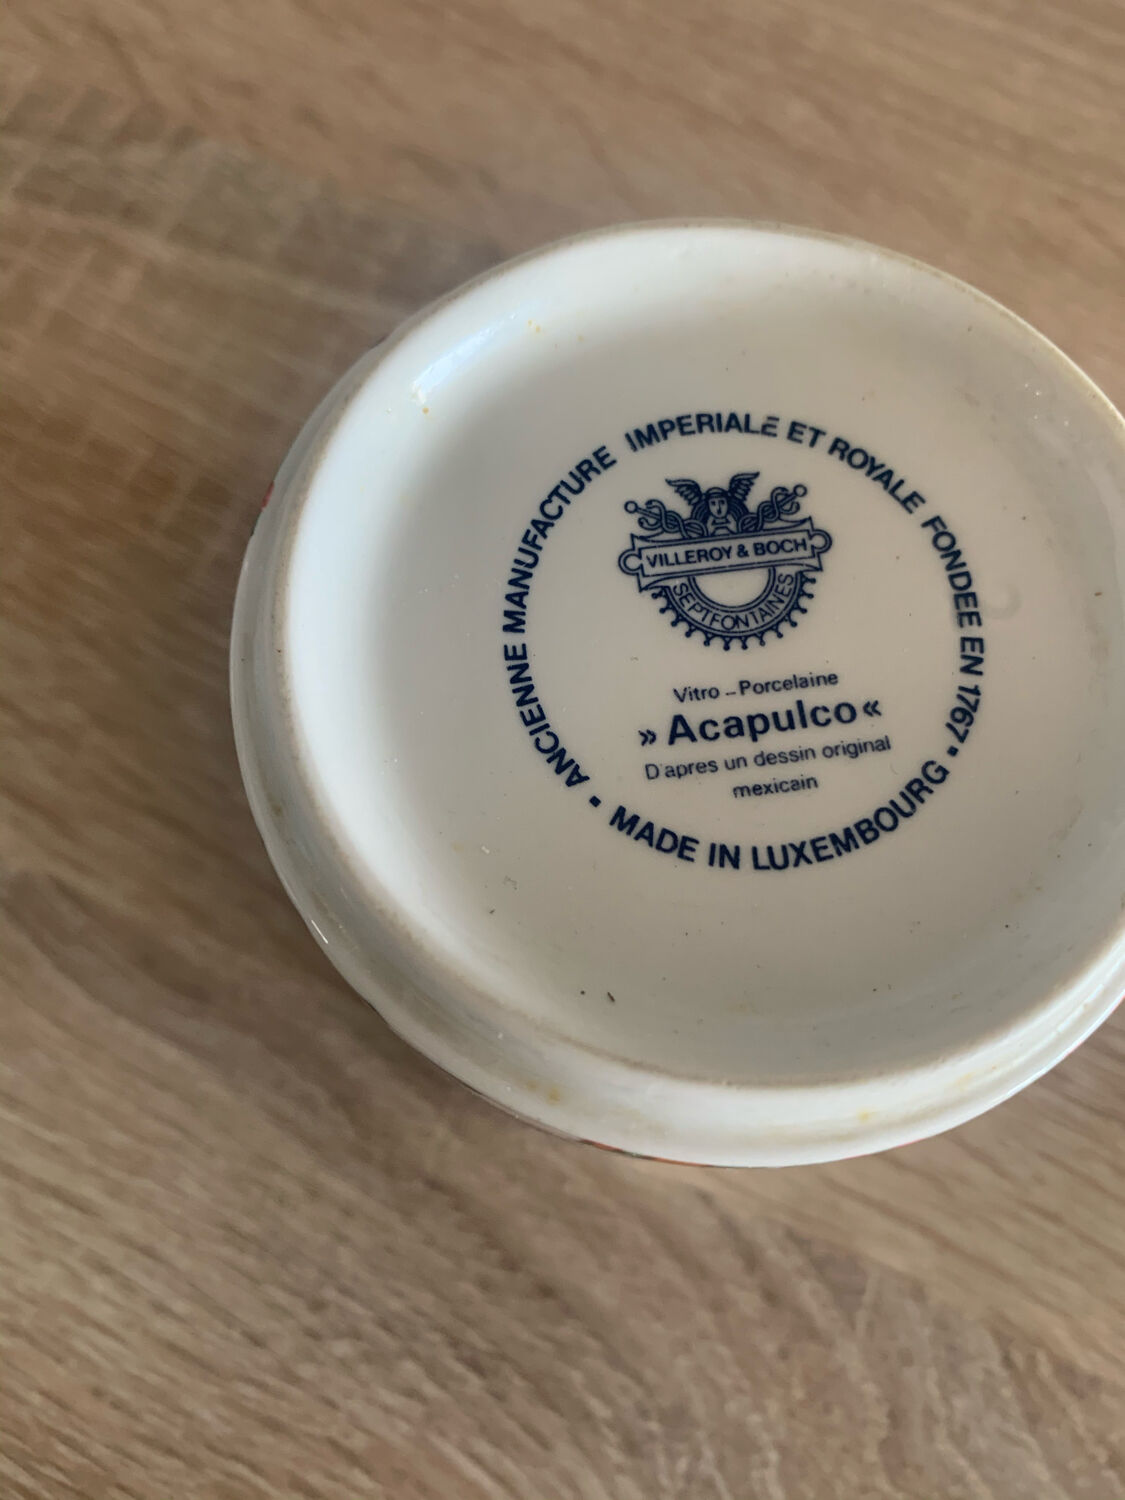 ANCIENNE MANUFACTURE IMPERIALE ET ROYALE FONDEE EN 1767
VILLEROY & BOCH
SEPTFONTAINES
Vitro - Porcelaine
» Acapulco «
D'apres un dessin original
mexicain
• MADE IN LUXEMBOURG •